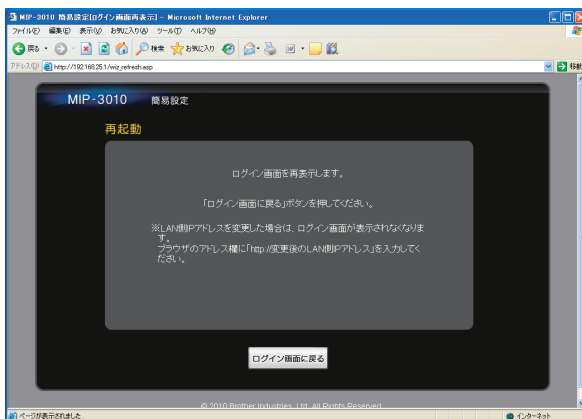 MIP-3010 簡易設定[ログイン画面再表示] - Microsoft Internet Explorer
ファイル(F) 編集(E) 表示(V) お気に入り(A) ツール(T) ヘルプ(H)
戻る 検索 お気に入り
アドレス(D) http://192.168.25.1/wiz_refresh.asp 移動
MIP-3010 簡易設定
再起動
ログイン画面を再表示します。
「ログイン画面に戻る」ボタンを押してください。
※LAN側IPアドレスを変更した場合は、ログイン画面が表示されなくなりま
す。
ブラウザのアドレス欄に「http://変更後のLAN側IPアドレス」を入力してく
ださい。
ログイン画面に戻る
© 2010 Brother Industries, Ltd. All Rights Reserved.
ページが表示されました インターネット